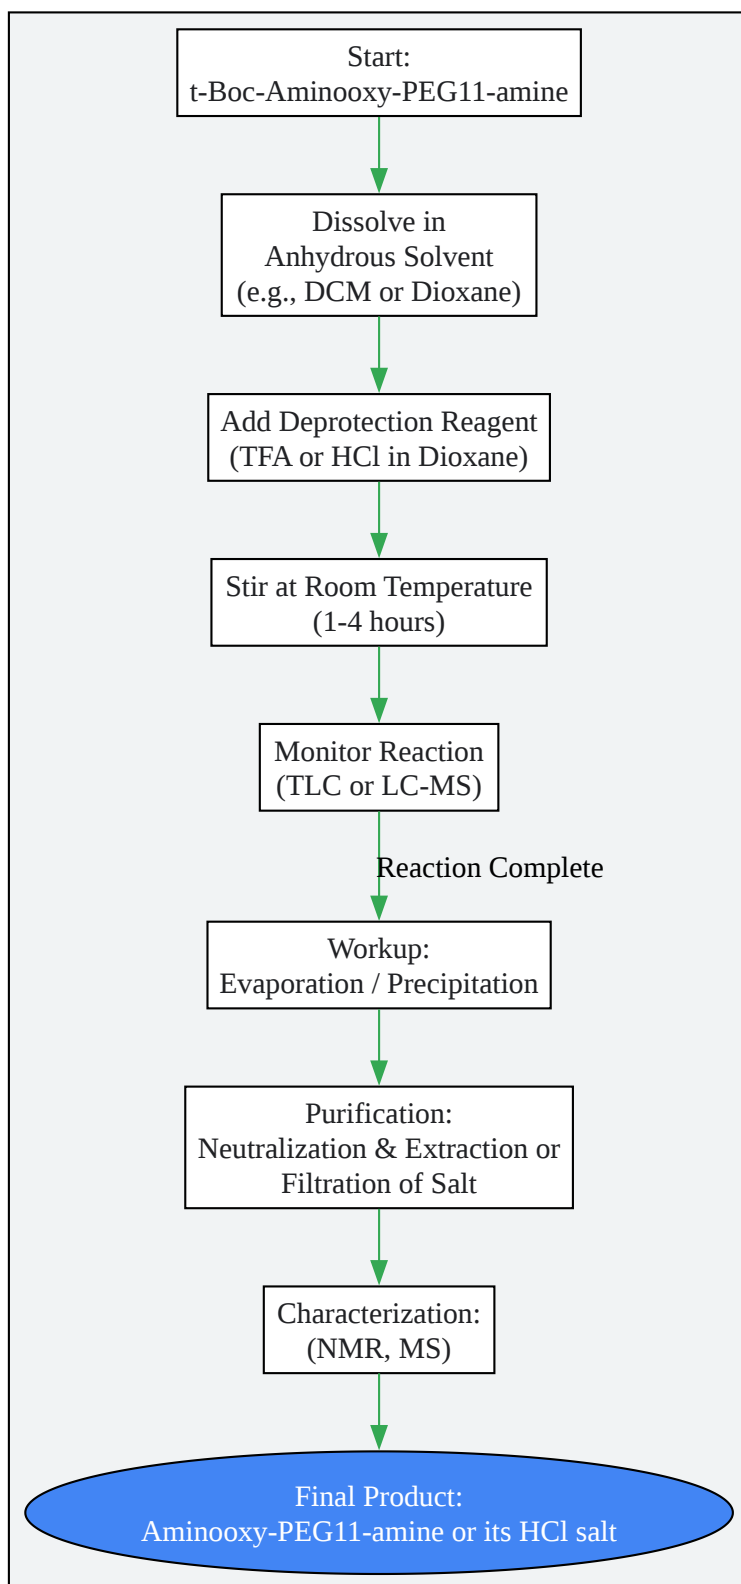 Start:
t-Boc-Aminooxy-PEG11-amine
Dissolve in
Anhydrous Solvent
(e.g., DCM or Dioxane)
Add Deprotection Reagent
(TFA or HCl in Dioxane)
Stir at Room Temperature
(1-4 hours)
Monitor Reaction
(TLC or LC-MS)
Reaction Complete
Workup:
Evaporation / Precipitation
Purification:
Neutralization & Extraction or
Filtration of Salt
Characterization:
(NMR, MS)
Final Product:
Aminooxy-PEG11-amine or its HCl salt